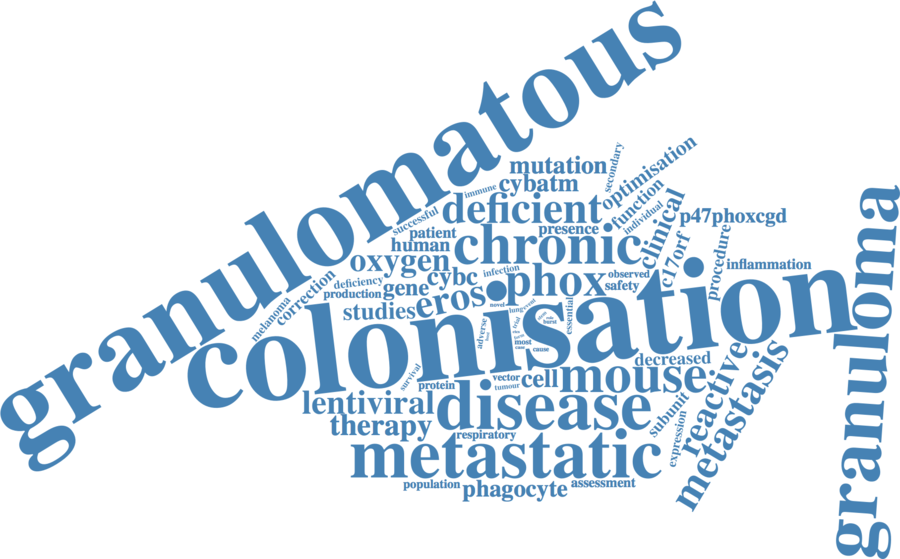 granulomatous
mutation
secondary
optimisation
immune
cybatm
deficient
function
successful
individual
patient
presence
clinical
p47phoxcgd
human
chronic
c17orf
procedure
oxygen
inflammation
correction
infection
observed
deficiency
cybc
phox
safety
production
gene
eros
novel
essential
melanoma
studies
colonisation
adverse
trial
burst
most
cause
granuloma
decreased
survival
protein
vector
cell
mouse
tumour
reactive
metastasis
lentiviral
disease
subunit
therapy
respiratory
expression
metastatic
population
phagocyte
assessment